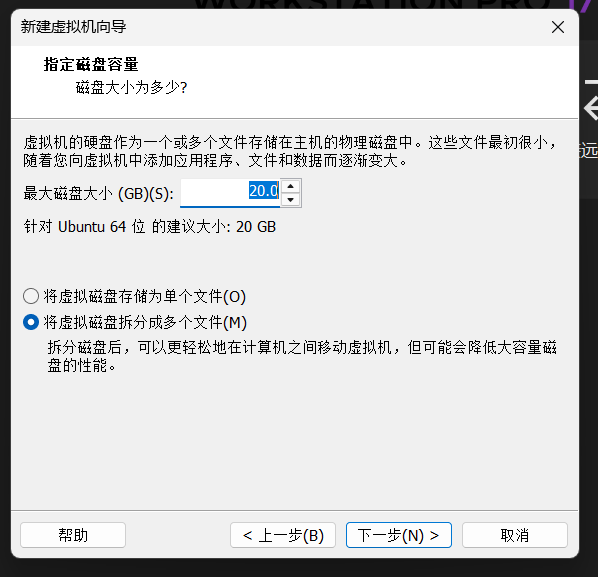 WORKSTATION PRO 17
新建虚拟机向导
指定磁盘容量
磁盘大小为多少?
虚拟机的硬盘作为一个或多个文件存储在主机的物理磁盘中。这些文件最初很小，
随着您向虚拟机中添加应用程序、文件和数据而逐渐变大。
最大磁盘大小 (GB)(S): 20.0
针对 Ubuntu 64 位 的建议大小: 20 GB
将虚拟磁盘存储为单个文件(O)
将虚拟磁盘拆分成多个文件(M)
拆分磁盘后，可以更轻松地在计算机之间移动虚拟机，但可能会降低大容量磁
盘的性能。
帮助
< 上一步(B)
下一步(N) >
取消